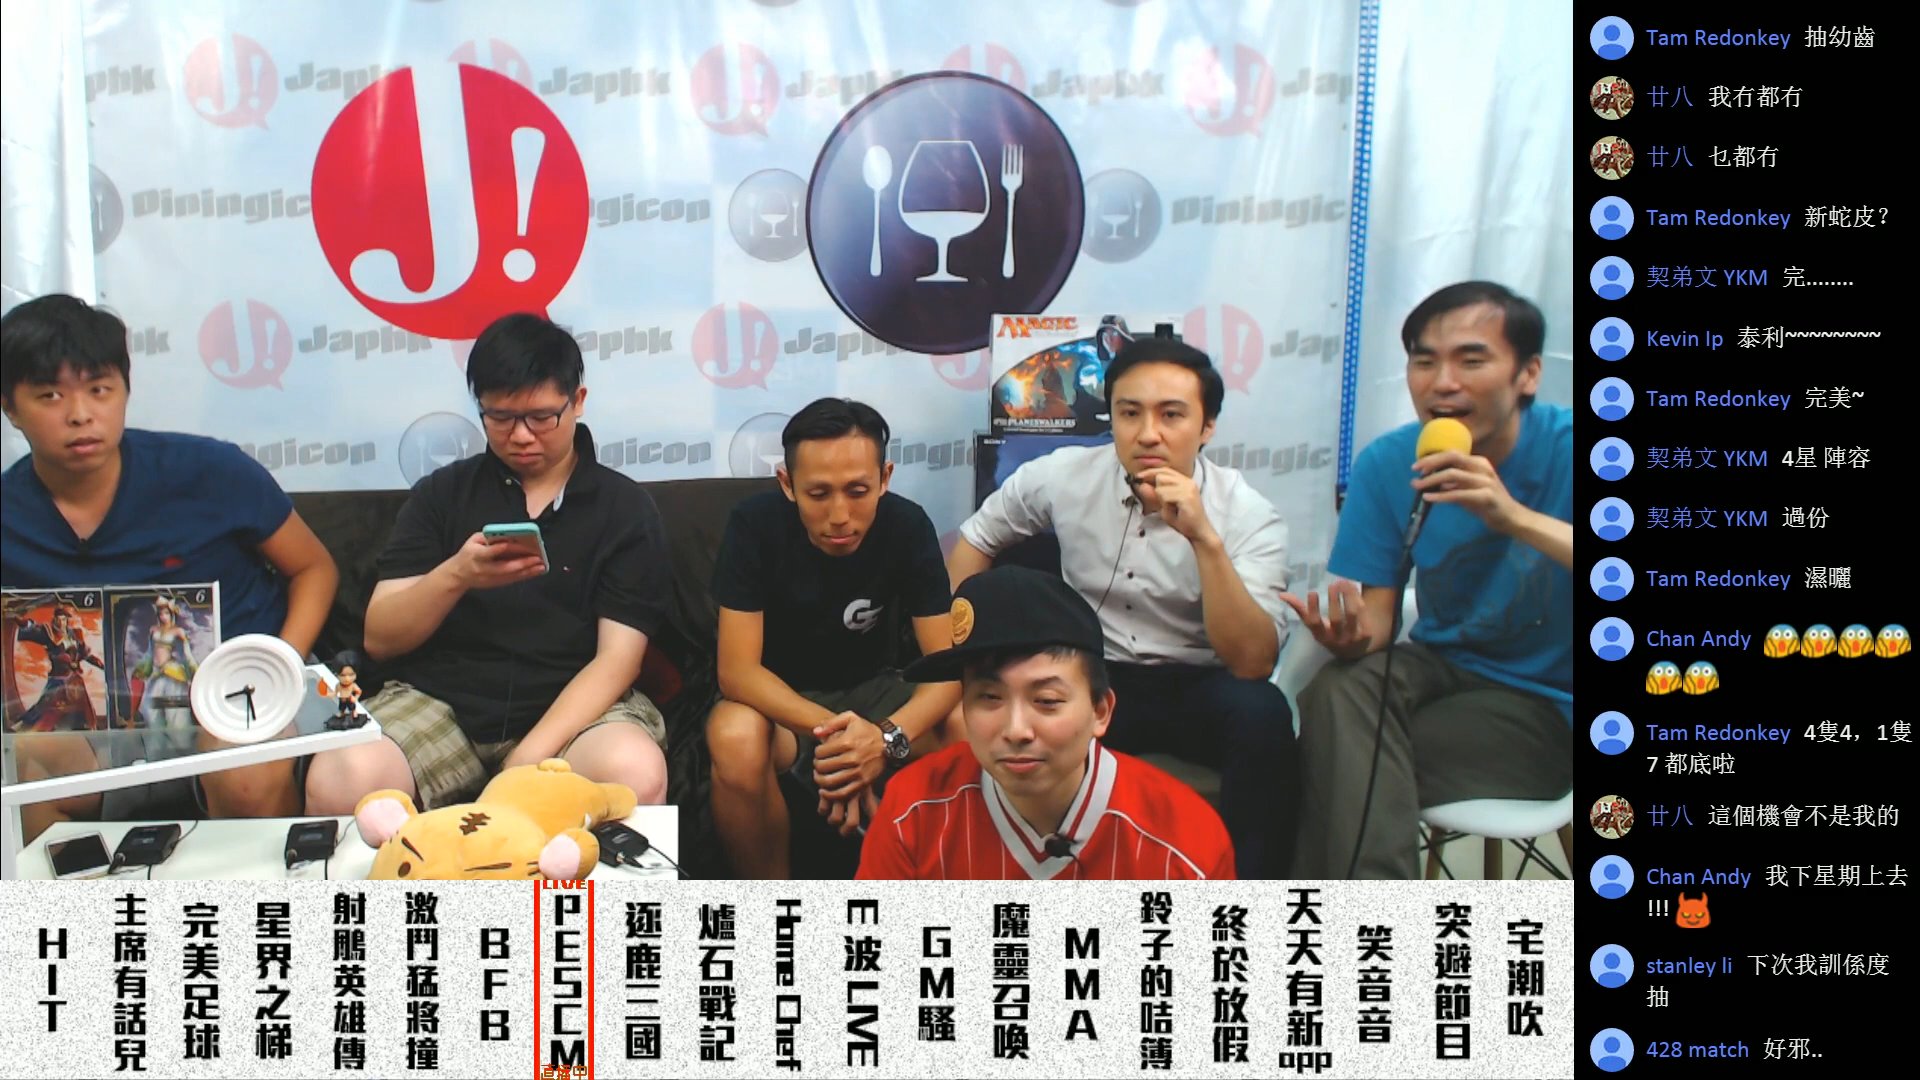 Japhk
J!
Diningicon
MAGIC
PLANESWALKERS
6
6
G
LIVE
HIT
主席有話兒
完美足球
星界之梯
射鵰英雄傳
激鬥猛將撞
BFB
PESCM
直播中
逐鹿三國
爐石戰記
Home Chef
E波LIVE
GM騷
魔靈召喚
MMA
鈴子的咭簿
終於放假
天天有新app
笑音音
突避節目
宅潮吹
Tam Redonkey 抽幼齒
廿八 我冇都冇
廿八 乜都冇
Tam Redonkey 新蛇皮?
契弟文 YKM 完........
Kevin Ip 泰利~~~~~~~~
Tam Redonkey 完美~
契弟文 YKM 4星 陣容
契弟文 YKM 過份
Tam Redonkey 濕曬
Chan Andy 😱😱😱😱
😱😱
Tam Redonkey 4隻4，1隻
7 都底啦
廿八 這個機會不是我的
Chan Andy 我下星期上去
!!! 👿
stanley li 下次我訓係度
抽
428 match 好邪..